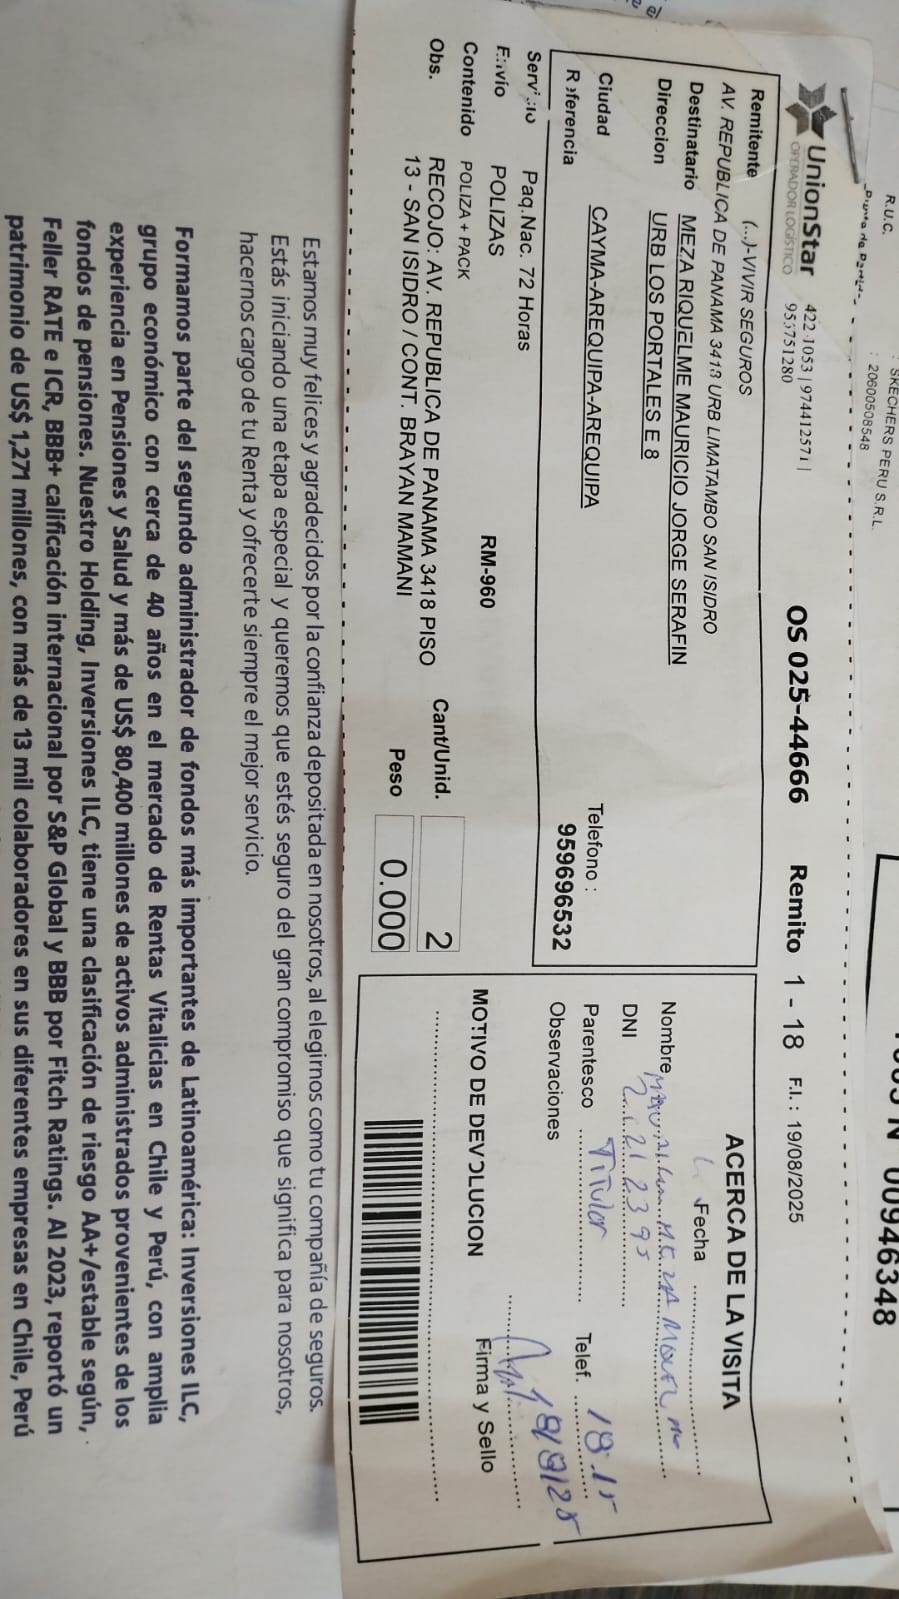 R.U.C.
: SKECHERS PERU S.R.L.
: 20600508548
N 00946348
UnionStar
OPERADOR LOGÍSTICO
422-1053 | 974412571 |
955751280
OS 025-44666
Remito 1 - 18
F.I.: 19/08/2025
Remitente (...)-VIVIR SEGUROS
AV. REPUBLICA DE PANAMA 3418 URB LIMATAMBO SAN ISIDRO
Destinatario MEZA RIQUELME MAURICIO JORGE SERAFIN
Direccion URB LOS PORTALES E 8
Ciudad CAYMA-AREQUIPA-AREQUIPA
Telefono :
Referencia
959696532
Servicio Paq.Nac. 72 Horas
Envio POLIZAS
RM-960
Contenido POLIZA + PACK
Obs. RECOJO: AV. REPUBLICA DE PANAMA 3418 PISO
13 - SAN ISIDRO / CONT. BRAYAN MAMANI
Cant/Unid. 2
Peso 0.000
ACERCA DE LA VISITA
Fecha
Nombre
DNI
Parentesco Titular
Telef. 18.15
Observaciones
MOTIVO DE DEVOLUCION
Firma y Sello
Estamos muy felices y agradecidos por la confianza depositada en nosotros, al elegirnos como tu compañía de seguros.
Estás iniciando una etapa especial y queremos que estés seguro del gran compromiso que significa para nosotros,
hacernos cargo de tu Renta y ofrecerte siempre el mejor servicio.
Formamos parte del segundo administrador de fondos más importantes de Latinoamérica: Inversiones ILC,
grupo económico con cerca de 40 años en el mercado de Rentas Vitalicias en Chile y Perú, con amplia
experiencia en Pensiones y Salud y más de US$ 80,400 millones de activos administrados provenientes de los
fondos de pensiones. Nuestro Holding, Inversiones ILC, tiene una clasificación de riesgo AA+/estable según,
Feller RATE e ICR, BBB+ calificación internacional por S&P Global y BBB por Fitch Ratings. Al 2023, reportó un
patrimonio de US$ 1,271 millones, con más de 13 mil colaboradores en sus diferentes empresas en Chile, Perú